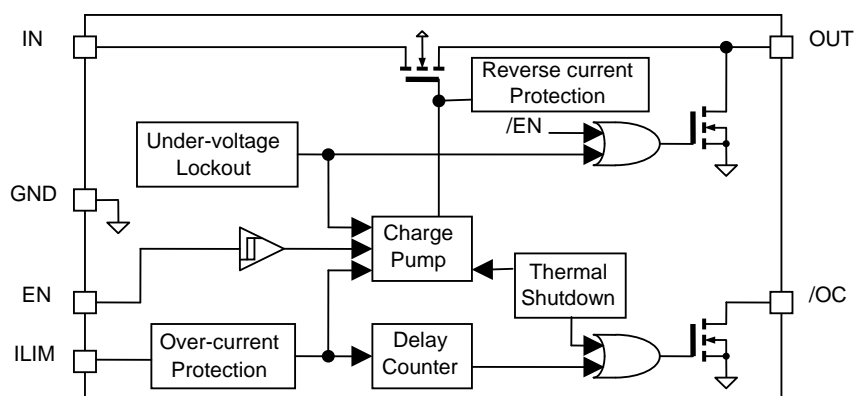 IN
OUT
Reverse current
Protection
/EN
Under-voltage
Lockout
GND
Charge
Pump
Thermal
Shutdown
EN
/OC
ILIM
Over-current
Protection
Delay
Counter